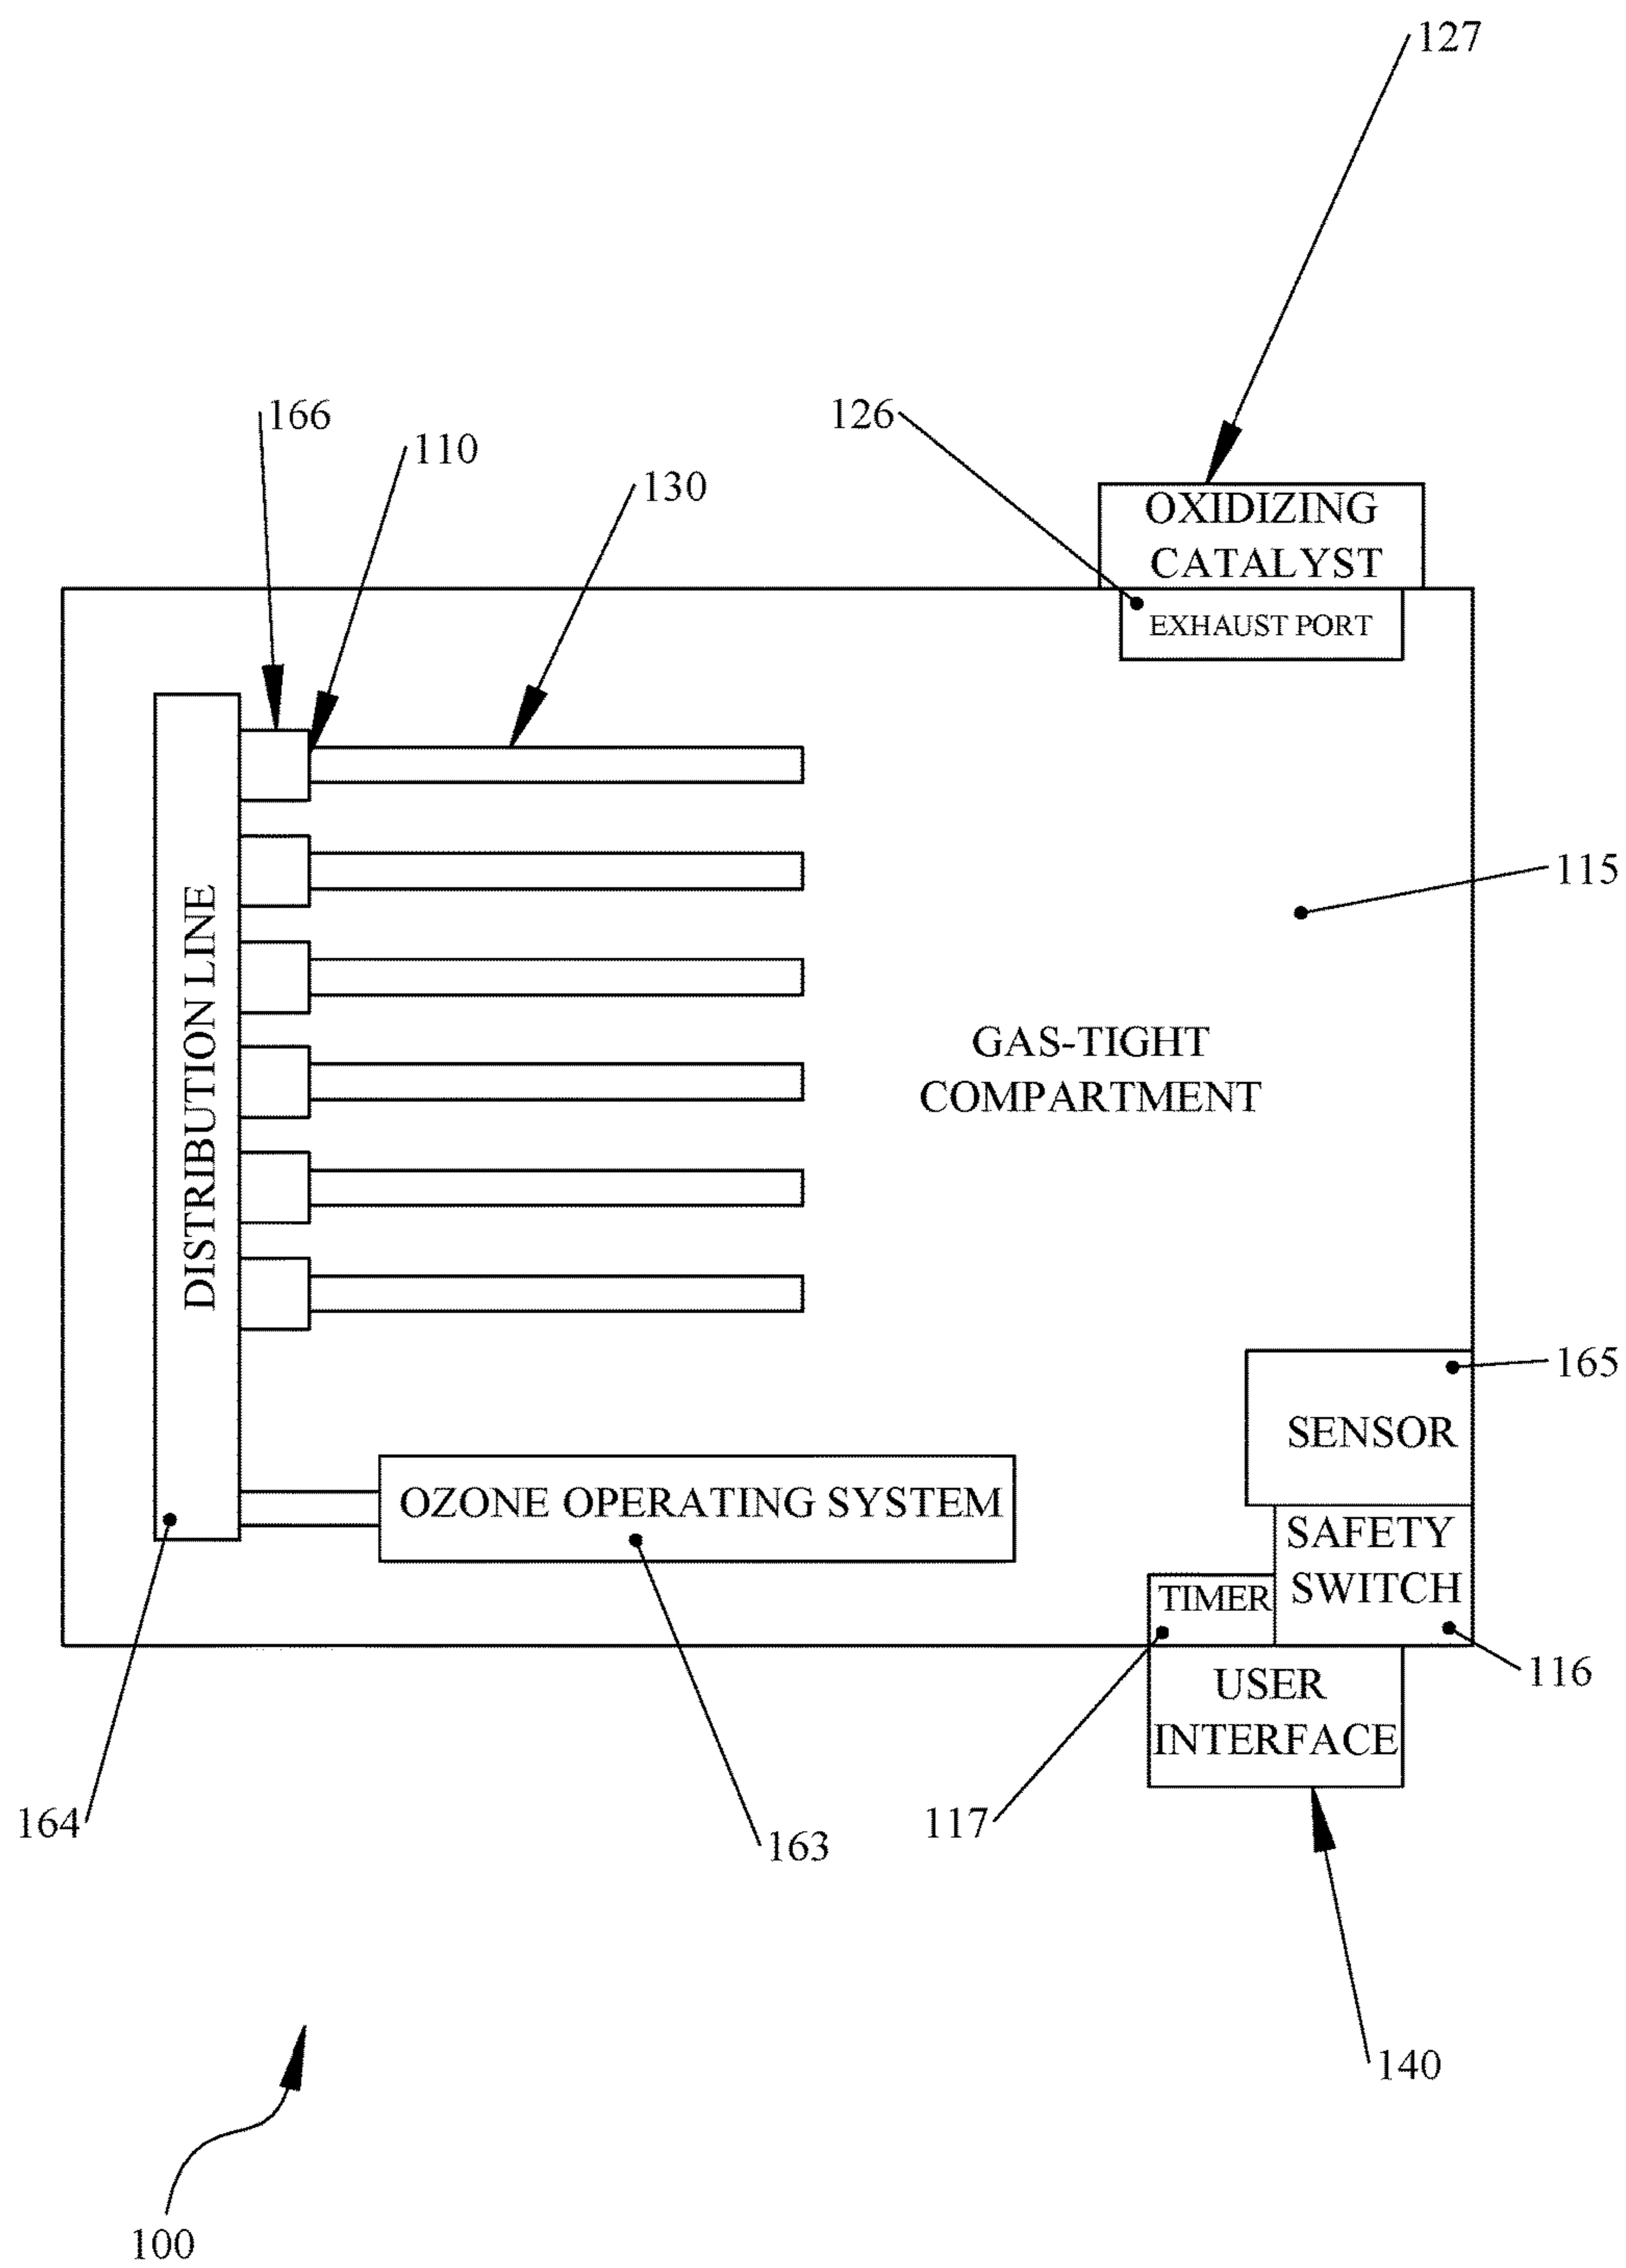 127
166
126
110
130
OXIDIZING
CATALYST
EXHAUST PORT
115
DISTRIBUTION LINE
GAS-TIGHT
COMPARTMENT
165
SENSOR
OZONE OPERATING SYSTEM
SAFETY
SWITCH
TIMER
116
USER
INTERFACE
164
117
163
140
100